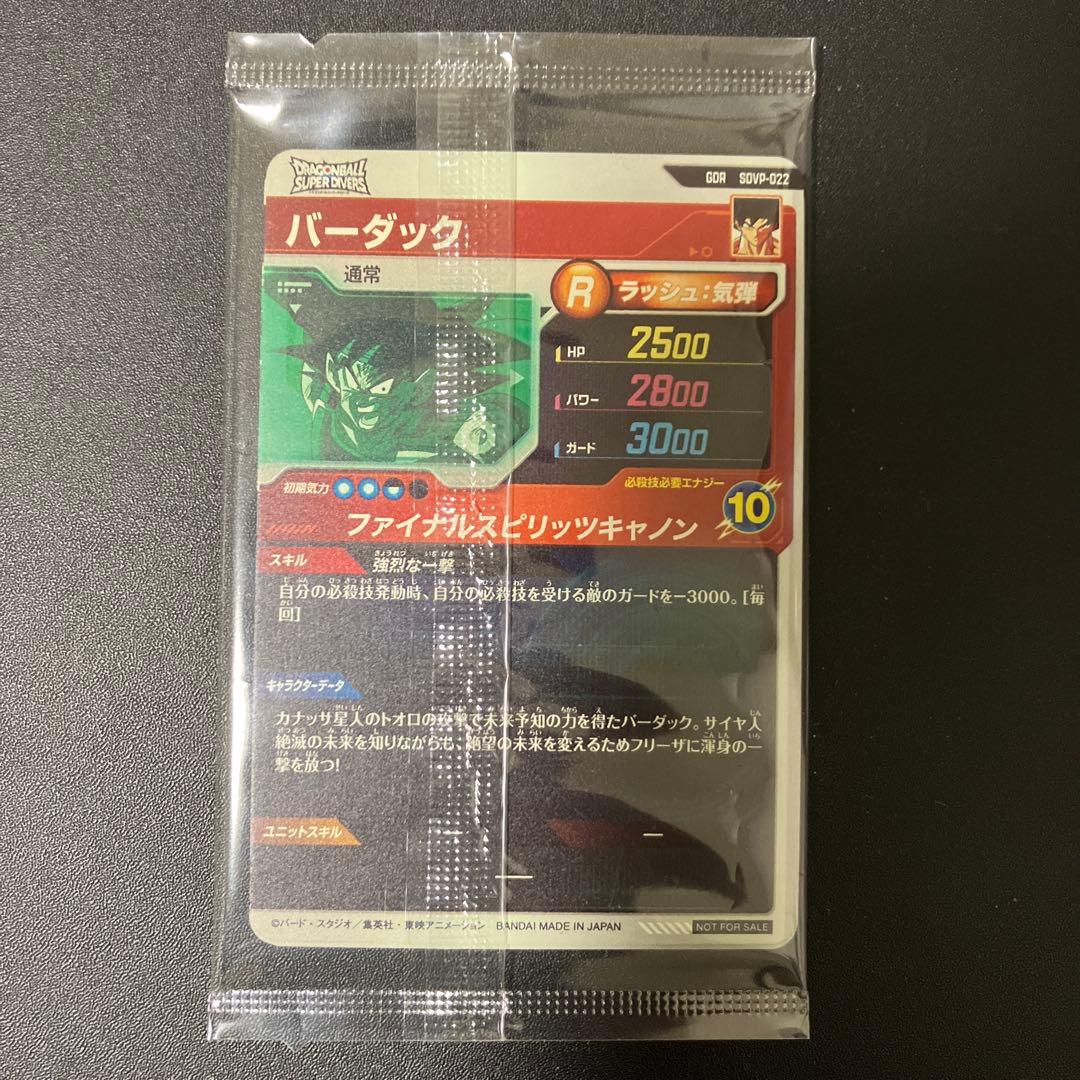 DRAGONBALL
SUPER DIVERS
GDR SDVP-022
バーダック
通常
R ラッシュ:気弾
HP 2500
パワー 2800
ガード 3000
初期気力
必殺技必要エナジー
10
ファイナルスピリッツキャノン
スキル
強烈な一撃
自分の必殺技発動時、自分の必殺技を受ける敵のガードを-3000。[毎
回]
キャラクターデータ
カナッサ星人のトオロの攻撃で未来予知の力を得たバーダック。サイヤ人
絶滅の未来を知りながらも、絶望の未来を変えるためフリーザに渾身の一
撃を放つ!
ユニットスキル
ー
ー
©バード・スタジオ/集英社・東映アニメーション BANDAI MADE IN JAPAN NOT FOR SALE